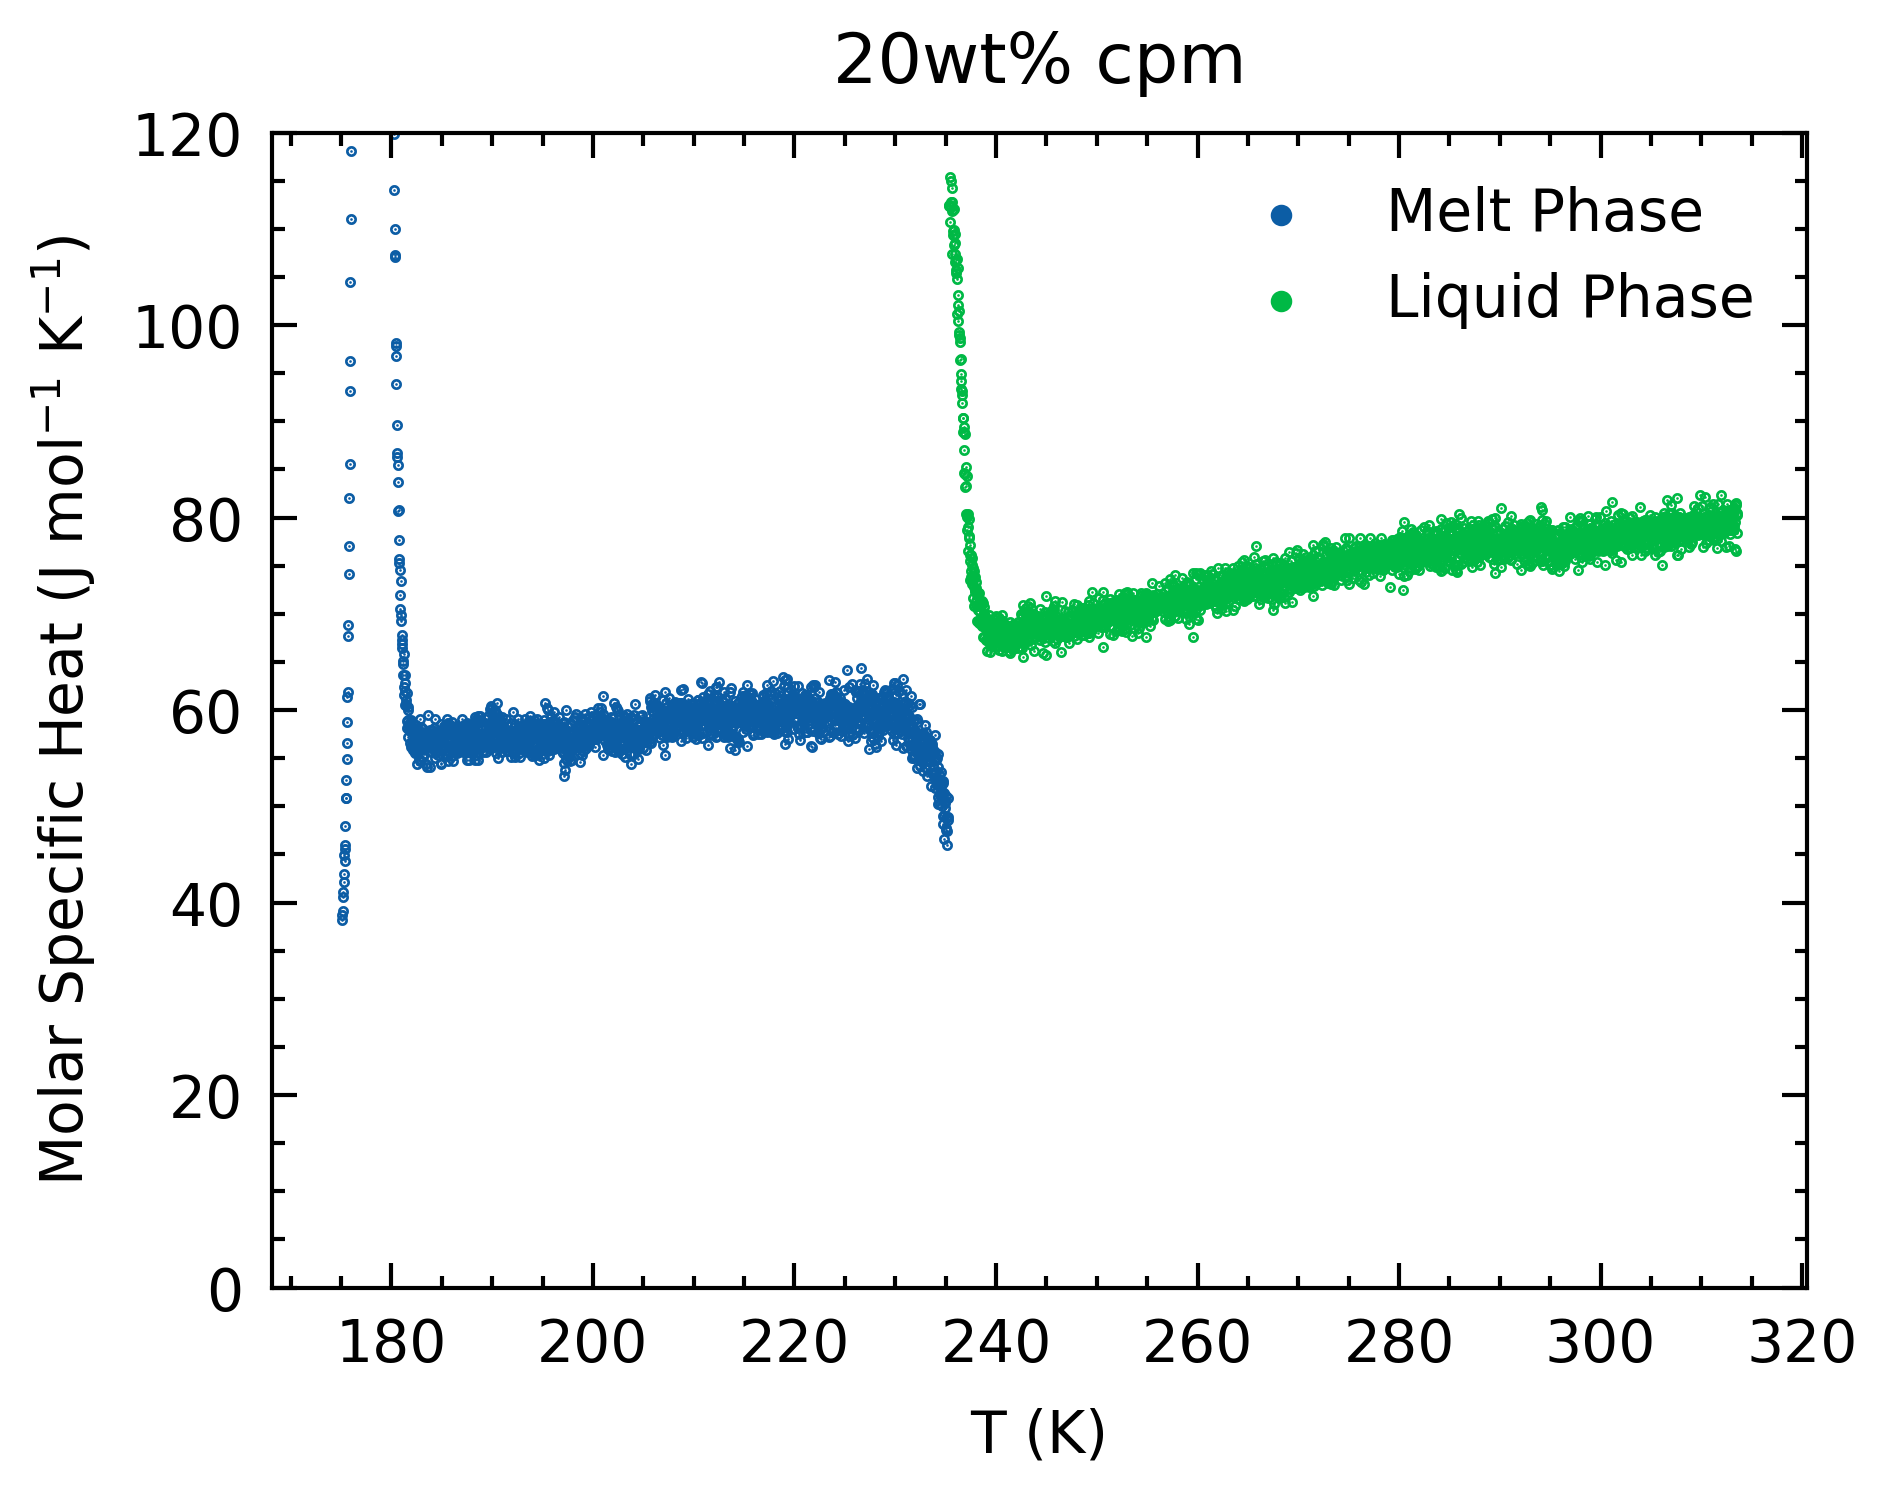 20wt% cpm
Molar Specific Heat (J mol⁻¹ K⁻¹)
120
100
80
60
40
20
0
Melt Phase
Liquid Phase
180 200 220 240 260 280 300 320
T (K)